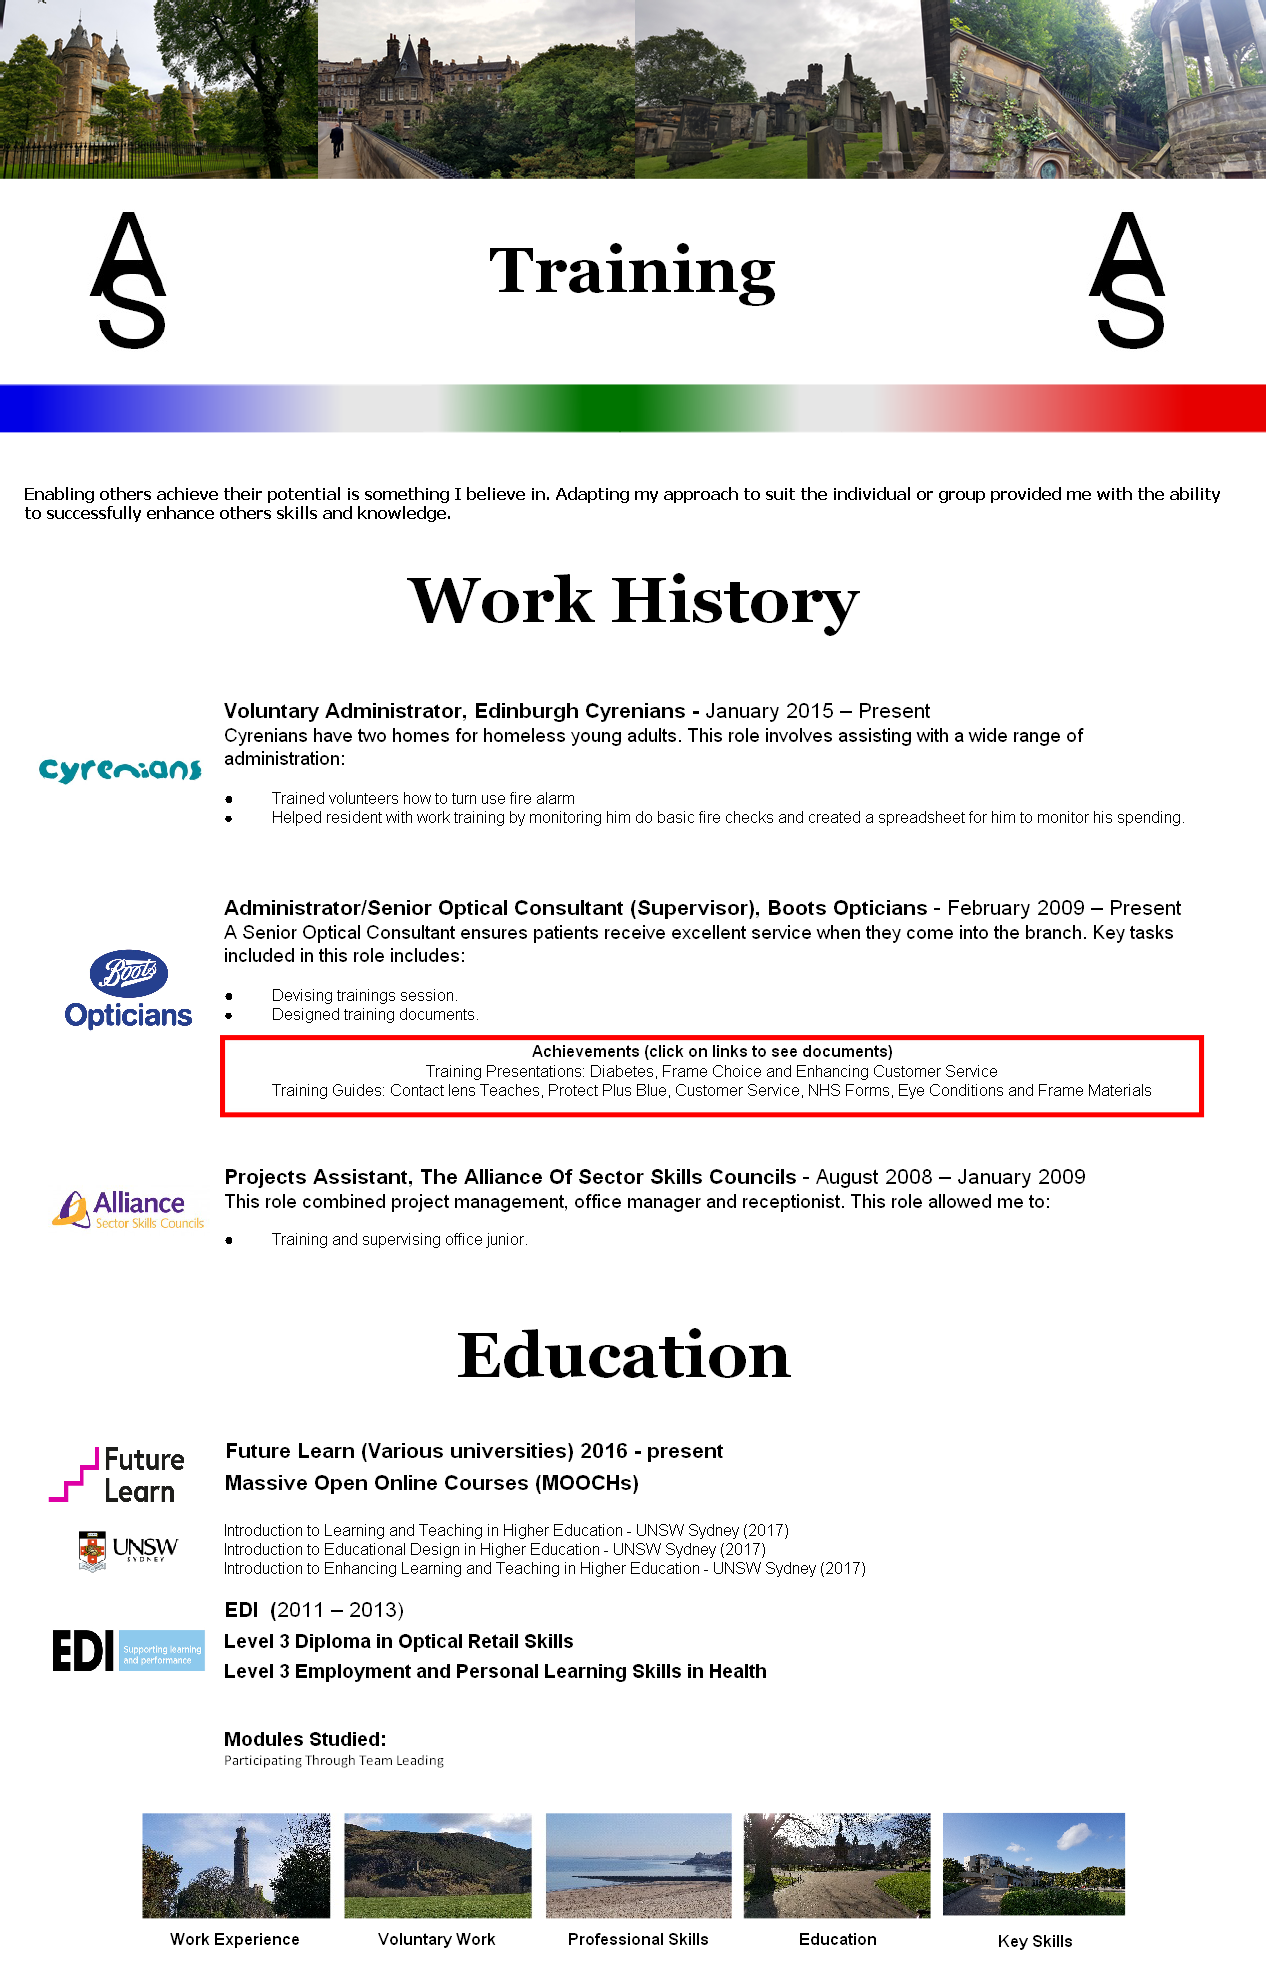 A
S
Training
A
S
Enabling others achieve their potential is something I believe in. Adapting my approach to suit the individual or group provided me with the ability
to successfully enhance others skills and knowledge.
Work History
Voluntary Administrator, Edinburgh Cyrenians - January 2015 – Present
Cyrenians have two homes for homeless young adults. This role involves assisting with a wide range of
administration:
cyrenians
● Trained volunteers how to turn use fire alarm
● Helped resident with work training by monitoring him do basic fire checks and created a spreadsheet for him to monitor his spending.
Administrator/Senior Optical Consultant (Supervisor), Boots Opticians - February 2009 – Present
A Senior Optical Consultant ensures patients receive excellent service when they come into the branch. Key tasks
included in this role includes:
Boots
Opticians
● Devising trainings session.
● Designed training documents.
Achievements (click on links to see documents)
Training Presentations: Diabetes, Frame Choice and Enhancing Customer Service
Training Guides: Contact lens Teaches, Protect Plus Blue, Customer Service, NHS Forms, Eye Conditions and Frame Materials
Projects Assistant, The Alliance Of Sector Skills Councils - August 2008 – January 2009
This role combined project management, office manager and receptionist. This role allowed me to:
Alliance
Sector Skills Councils
● Training and supervising office junior.
Education
Future
Learn
Future Learn (Various universities) 2016 - present
Massive Open Online Courses (MOOCHs)
UNSW
SYDNEY
Introduction to Learning and Teaching in Higher Education - UNSW Sydney (2017)
Introduction to Educational Design in Higher Education - UNSW Sydney (2017)
Introduction to Enhancing Learning and Teaching in Higher Education - UNSW Sydney (2017)
EDI (2011 – 2013)
EDI
Supporting learning
and performance
Level 3 Diploma in Optical Retail Skills
Level 3 Employment and Personal Learning Skills in Health
Modules Studied:
Participating Through Team Leading
Work Experience
Voluntary Work
Professional Skills
Education
Key Skills